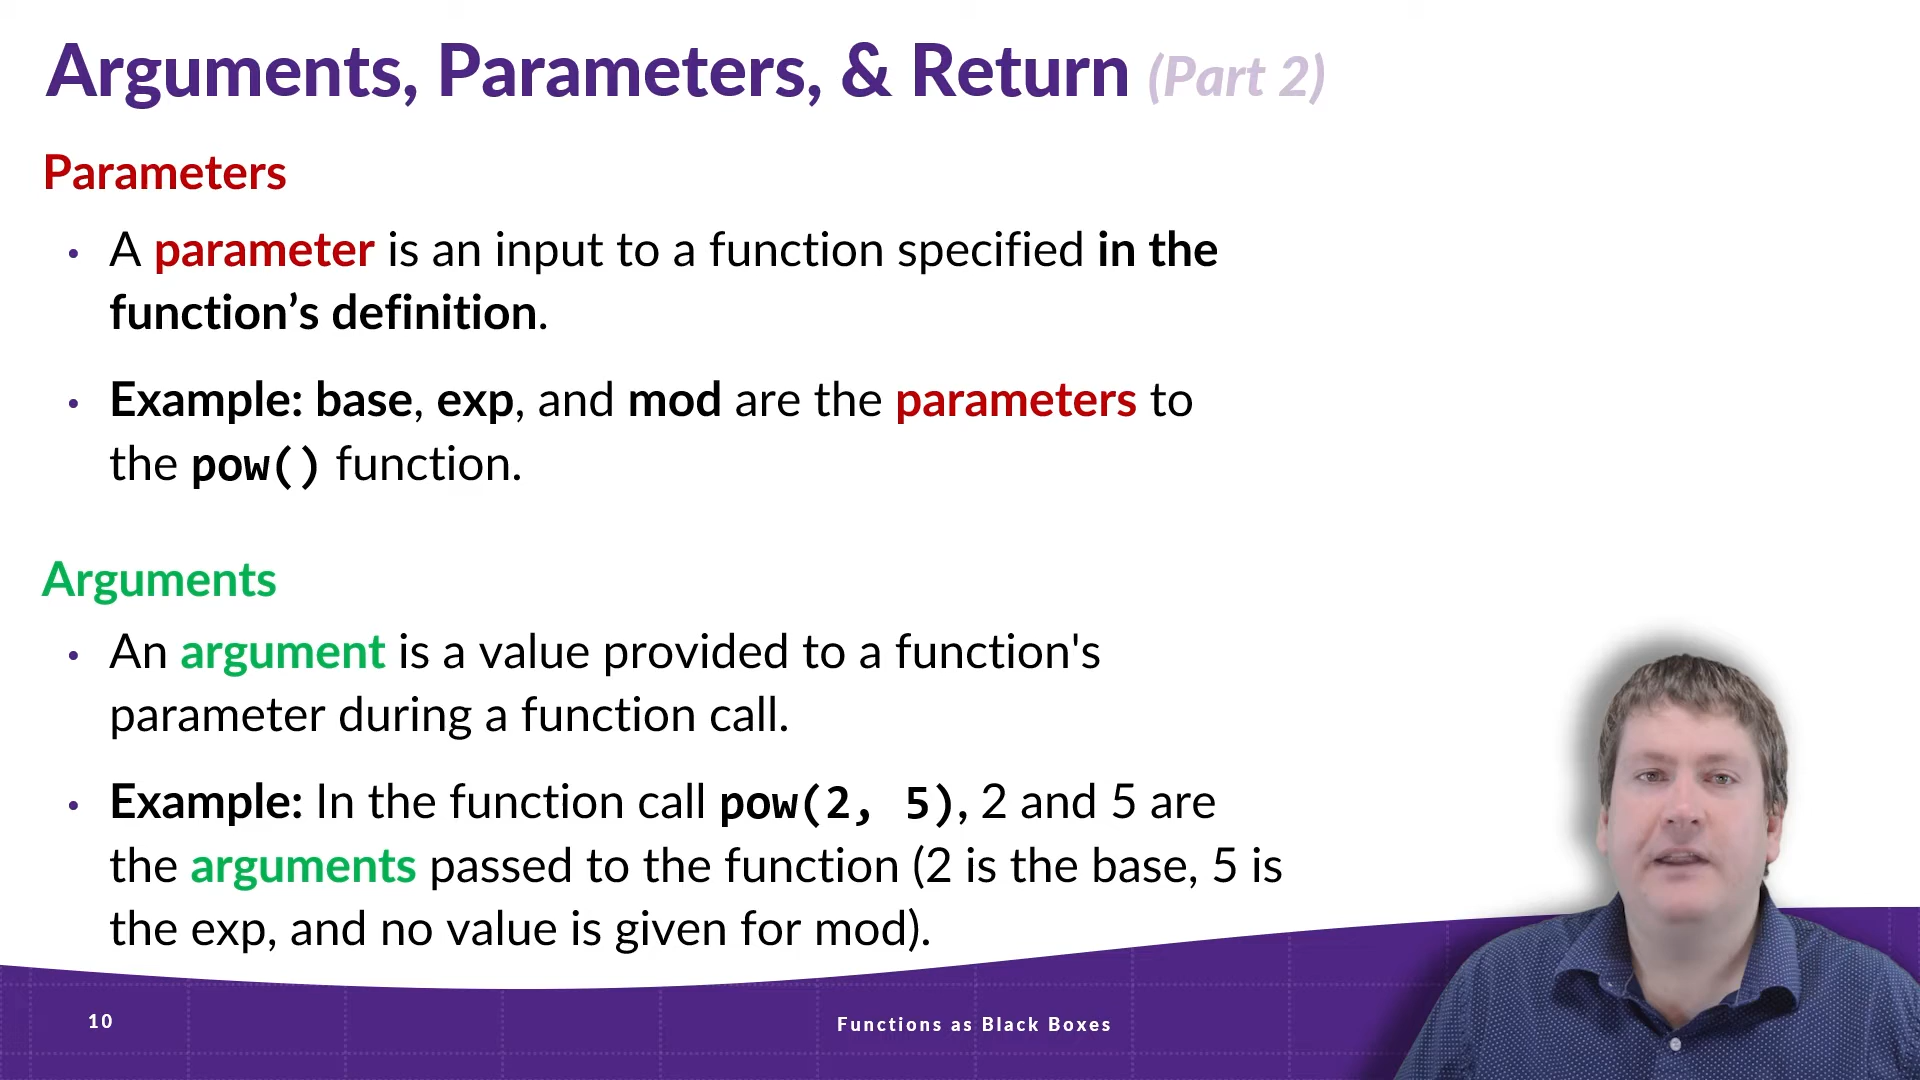 Arguments, Parameters, & Return (Part 2)
Parameters
• A parameter is an input to a function specified in the
function’s definition.
• Example: base, exp, and mod are the parameters to
the pow() function.
Arguments
• An argument is a value provided to a function's
parameter during a function call.
• Example: In the function call pow(2, 5), 2 and 5 are
the arguments passed to the function (2 is the base, 5 is
the exp, and no value is given for mod).
10
Functions as Black Boxes